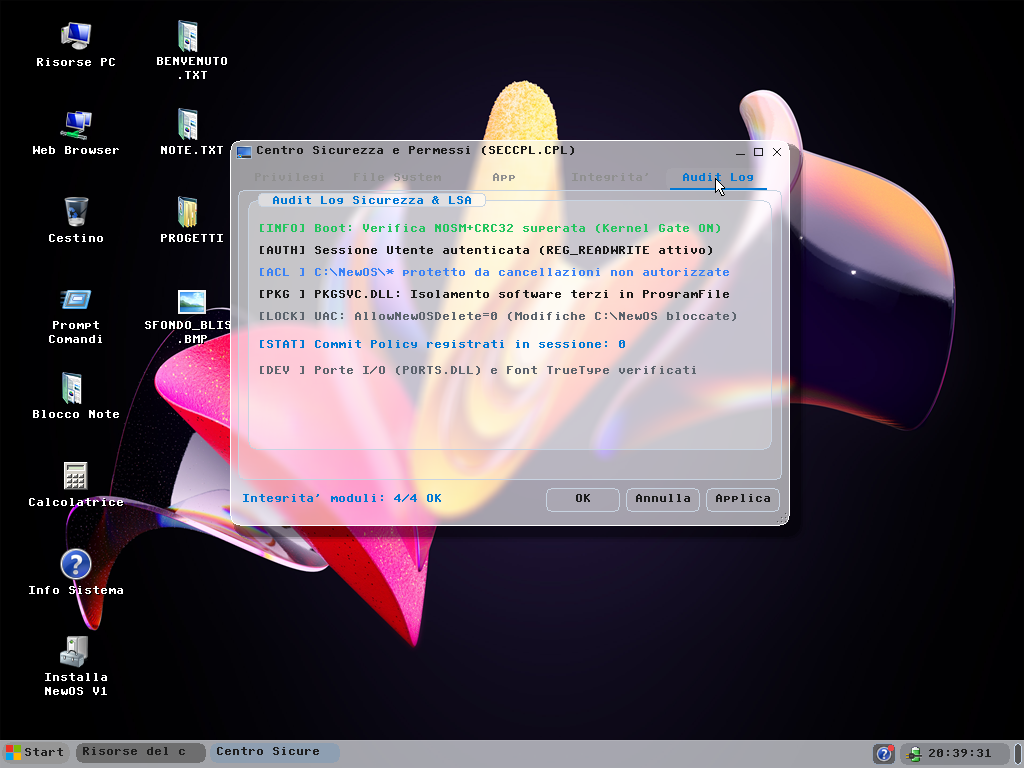 Risorse PC
BENVENUTO
.TXT
Web Browser
NOTE.TXT
Cestino
PROGETTI
Prompt
Comandi
SFONDO_BLIS
.BMP
Blocco Note
Calcolatrice
Info Sistema
Installa
NewOS V1
Centro Sicurezza e Permessi (SECCPL.CPL)
Privilegi File System App Integrita' Audit Log
Audit Log Sicurezza & LSA
[INFO] Boot: Verifica NOSM+CRC32 superata (Kernel Gate ON)
[AUTH] Sessione Utente autenticata (REG_READWRITE attivo)
[ACL ] C:\NewOS\* protetto da cancellazioni non autorizzate
[PKG ] PKGSVC.DLL: Isolamento software terzi in ProgramFile
[LOCK] UAC: AllowNewOSDelete=0 (Modifiche C:\NewOS bloccate)
[STAT] Commit Policy registrati in sessione: 0
[DEV ] Porte I/O (PORTS.DLL) e Font TrueType verificati
Integrita' moduli: 4/4 OK
OK Annulla Applica
Start Risorse del c Centro Sicure 20:39:31